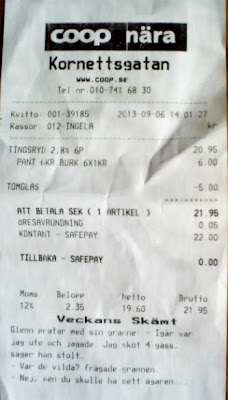 coop nära
Kornettsgatan
WWW.COOP.SE
Tel.nr.010-741 68 30
Kvitto: 001-39185 2013-09-06 14 01.27
Kassör: 012-INGELA kr
TINGSRYD 2.8% 6P 20.95
PANT 6KR BURK 6X1KR 6.00
TOMGLAS -5.00
ATT BETALA SEK ( 1 ARTIKEL ) 21.95
ÖRESAVRUNDNING 0.05
KONTANT - SAFEPAY 22.00
TILLBAKA - SAFEPAY 0.00
Moms Belopp Netto Brutto
12% 2.35 19.60 21.95
Veckans Skämt
Glenn pratar med sin granne - Igår var
jag ute och jagade. Jag sköt 4 gäss,
säger han stolt.
- Var de vilda? frågade grannen.
- Nej, men du skulle ha sett ägaren...